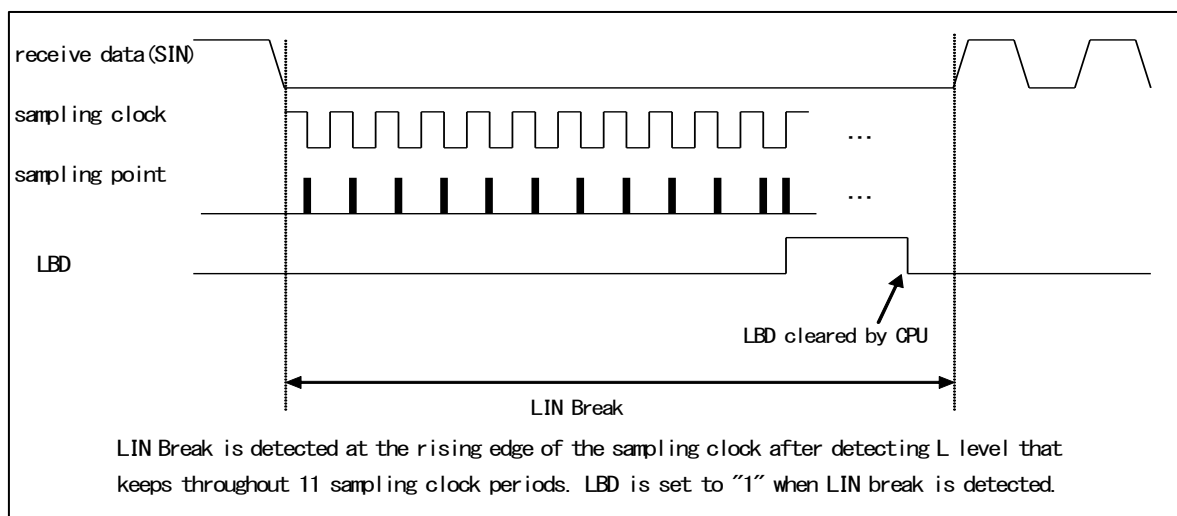 receive data(SIN)
sampling clock
...
sampling point
...
LBD
LBD cleared by CPU
LIN Break
LIN Break is detected at the rising edge of the sampling clock after detecting L level that
keeps throughout 11 sampling clock periods. LBD is set to ″1″ when LIN break is detected.